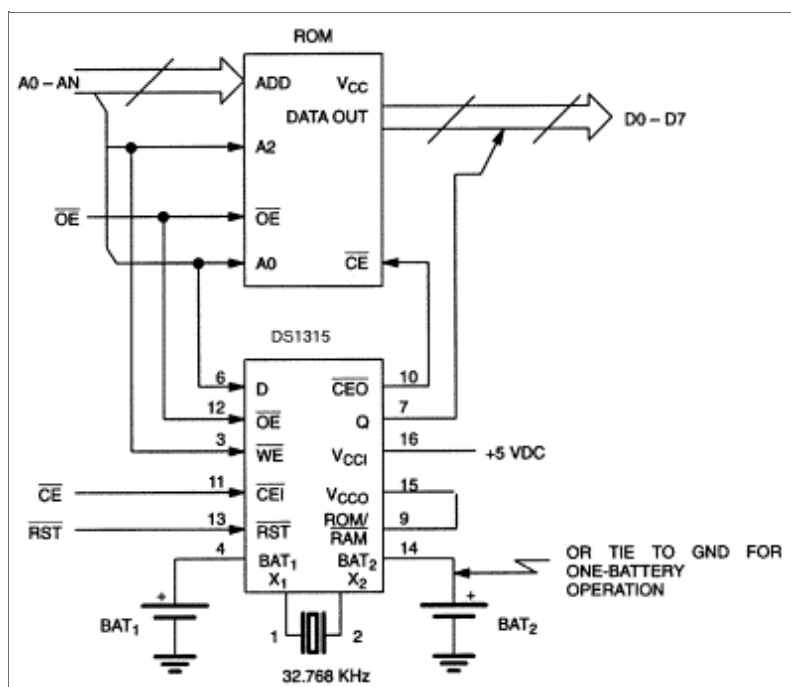 ROM
A0 – AN
ADD
VCC
DATA OUT
D0 – D7
A2
OE
OE
A0
CE
DS1315
6
D
CEO
10
12
OE
Q
7
3
WE
VCCI
16
+5 VDC
CE
11
CEI
VCCO
15
RST
13
RST
ROM/
RAM
9
4
BAT1
BAT2
14
X1
X2
OR TIE TO GND FOR
ONE-BATTERY
OPERATION
+
BAT1
1
2
+
BAT2
32.768 KHz